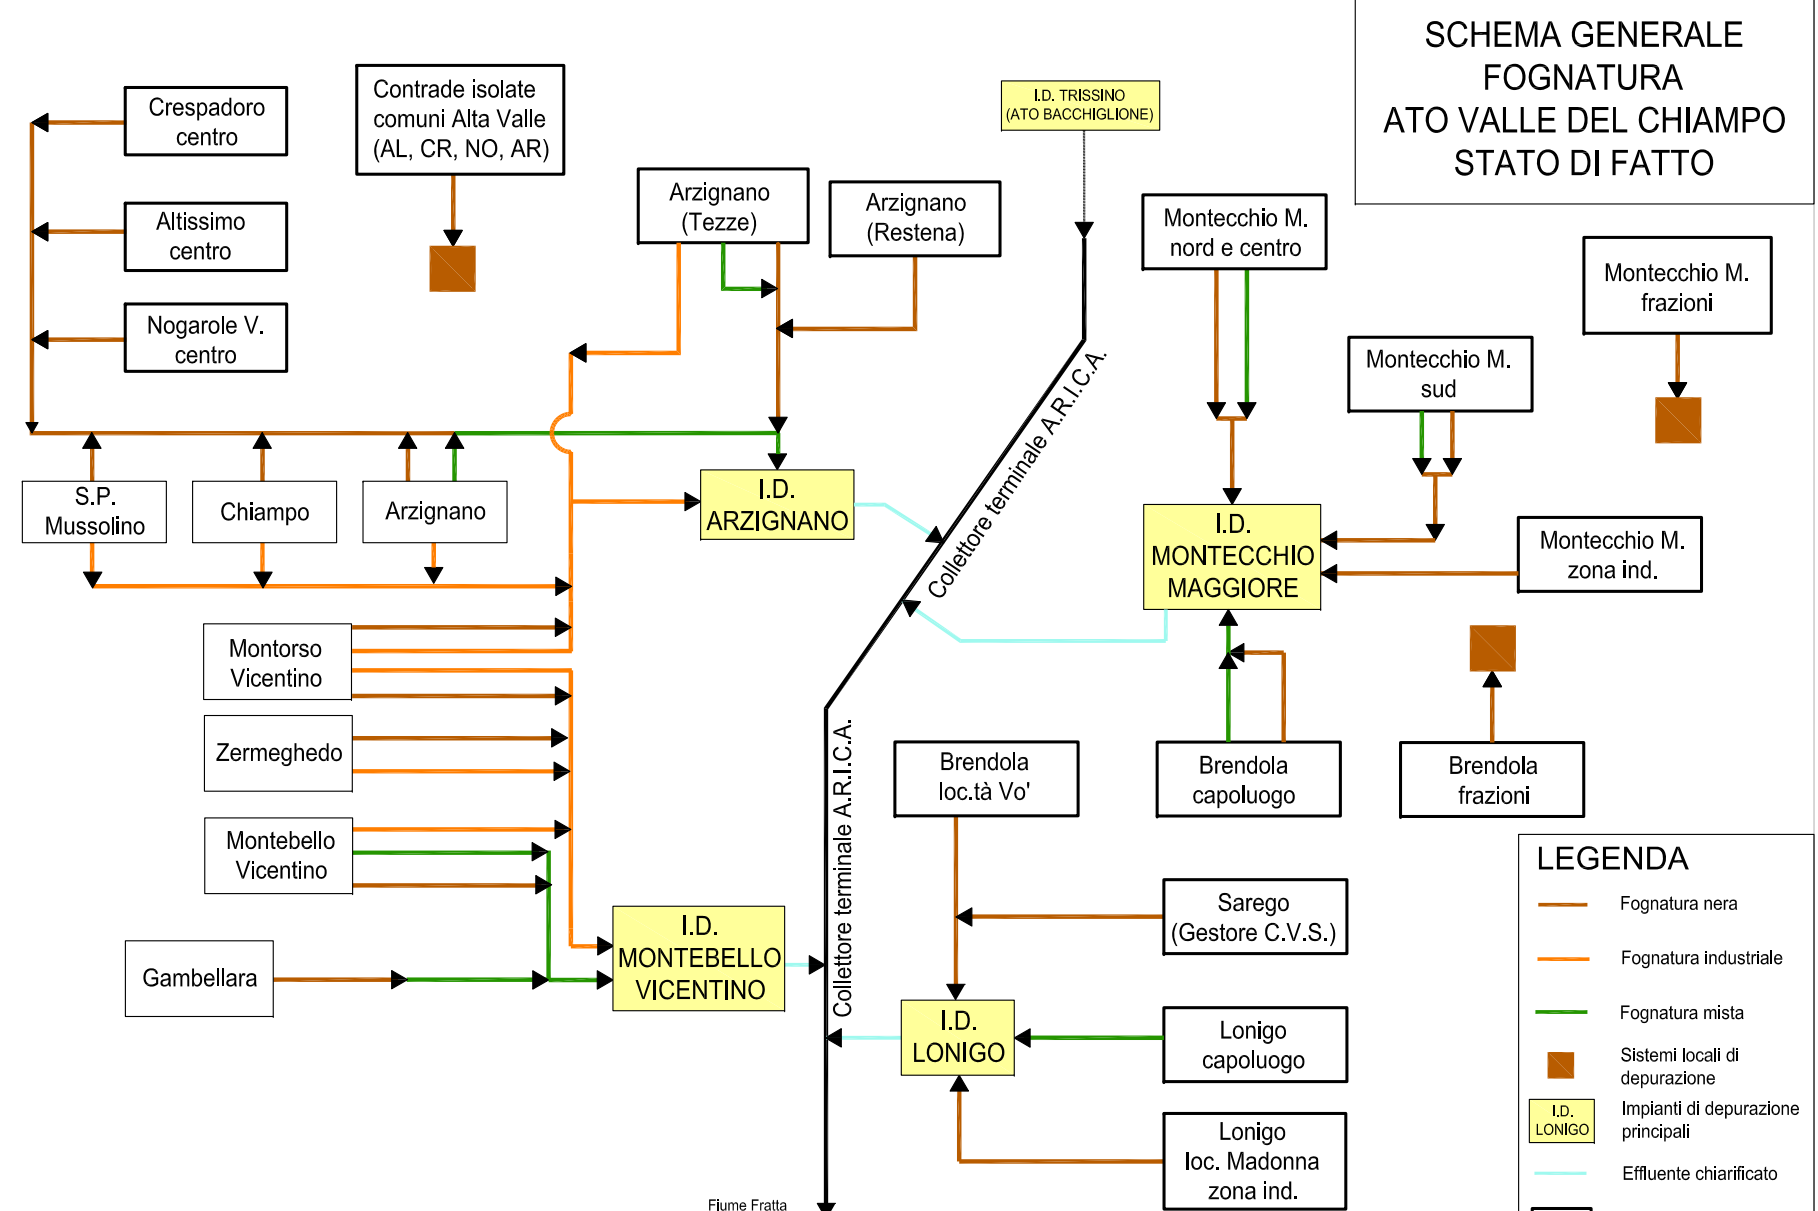 SCHEMA GENERALE
FOGNATURA
ATO VALLE DEL CHIAMPO
STATO DI FATTO
Crespadoro
centro
Contrade isolate
comuni Alta Valle
(AL, CR, NO, AR)
I.D. TRISSINO
(ATO BACCHIGLIONE)
Altissimo
centro
Arzignano
(Tezze)
Arzignano
(Restena)
Montecchio M.
nord e centro
Montecchio M.
frazioni
Nogarole V.
centro
Montecchio M.
sud
Collettore terminale A.R.I.C.A.
S.P.
Mussolino
Chiampo
Arzignano
I.D.
ARZIGNANO
I.D.
MONTECCHIO
MAGGIORE
Montecchio M.
zona ind.
Montorso
Vicentino
Zermeghedo
Collettore terminale A.R.I.C.A.
Brendola
loc.tà Vo'
Brendola
capoluogo
Brendola
frazioni
Montebello
Vicentino
Sarego
(Gestore C.V.S.)
I.D.
MONTEBELLO
VICENTINO
Gambellara
I.D.
LONIGO
Lonigo
capoluogo
Lonigo
loc. Madonna
zona ind.
Fiume Fratta
LEGENDA
Fognatura nera
Fognatura industriale
Fognatura mista
Sistemi locali di
depurazione
I.D.
LONIGO
Impianti di depurazione
principali
Effluente chiarificato